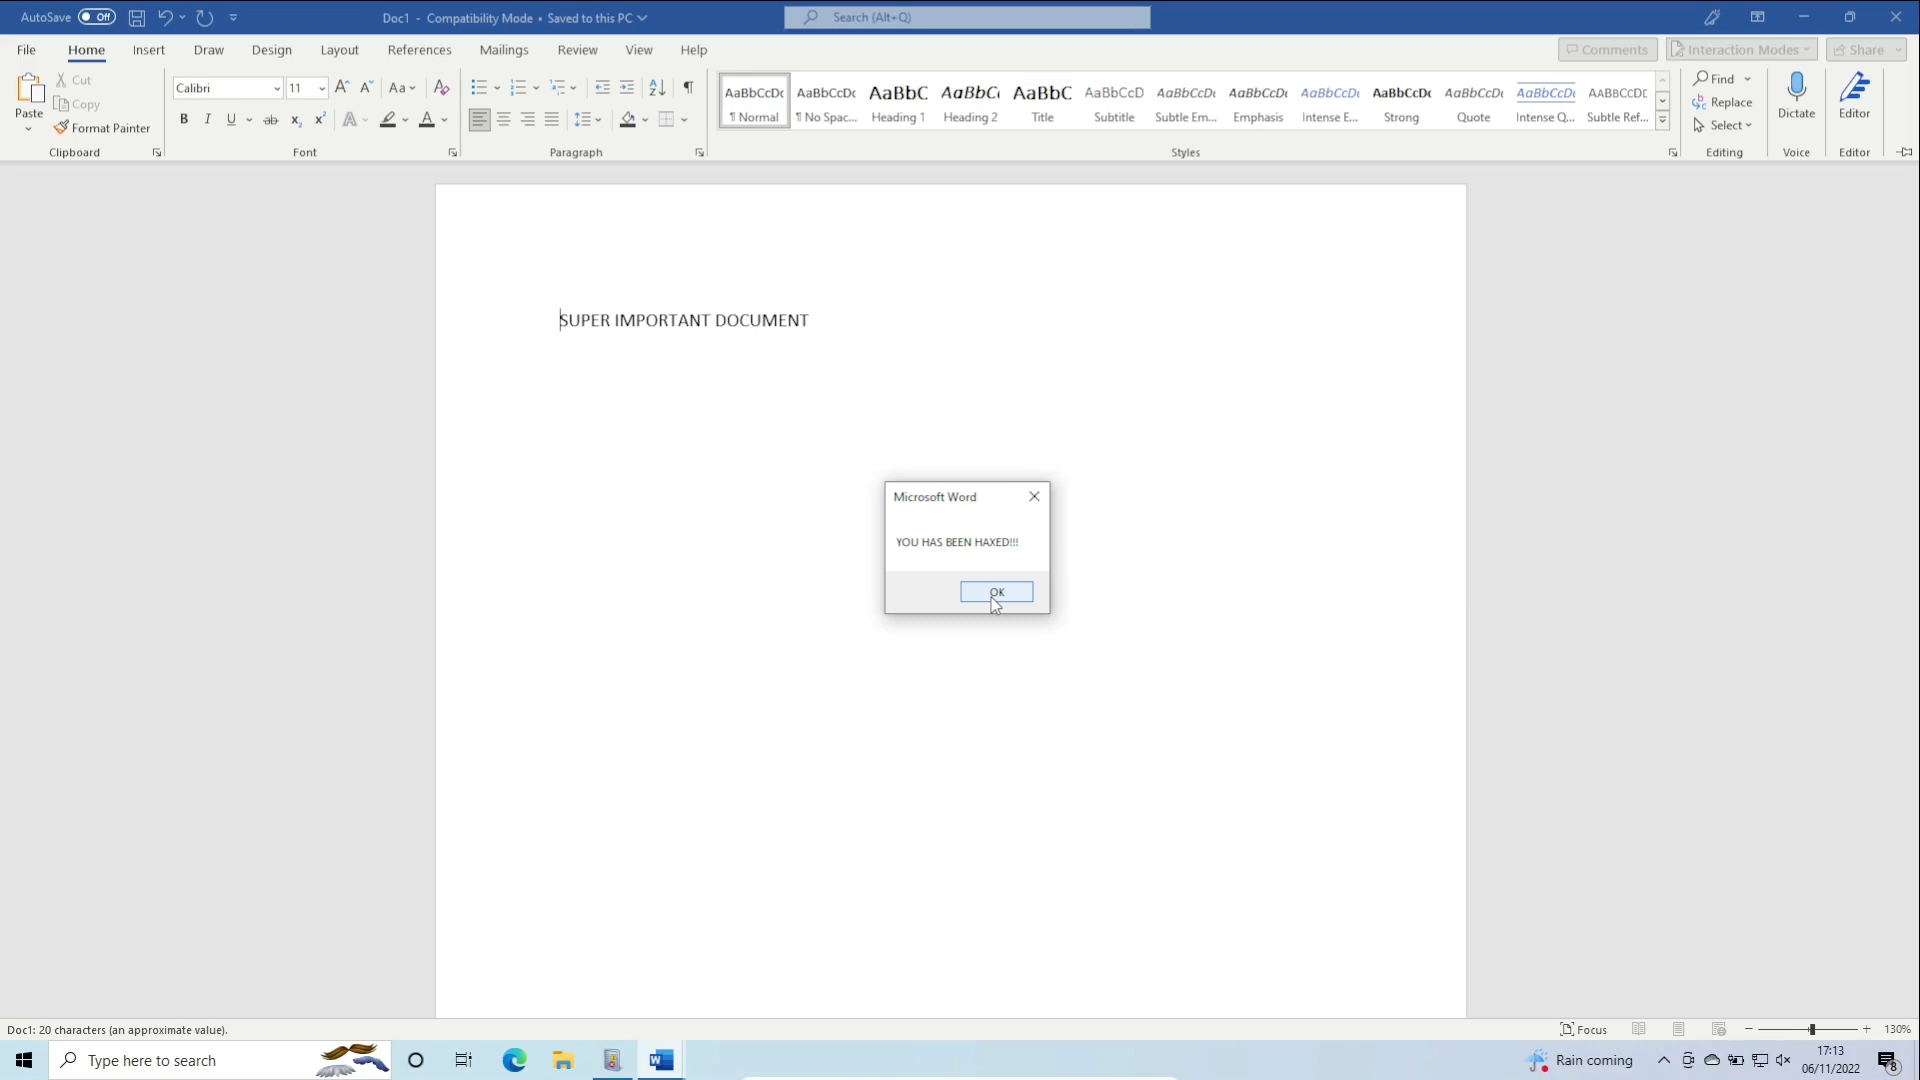 AutoSave Off
Doc1 - Compatibility Mode • Saved to this PC
Search (Alt+Q)
File Home Insert Draw Design Layout References Mailings Review View Help
Comments Interaction Modes Share
Paste
Cut
Copy
Format Painter
Clipboard
Calibri 11
Font
Paragraph
AaBbCcDc AaBbCcDc AaBbC AaBbCc AaBbC AaBbCcD AaBbCcDc AaBbCcDc AaBbCcDc AaBbCcDc AaBbCcDc AaBbCcDc AABBCCDC
¶ Normal ¶ No Spac... Heading 1 Heading 2 Title Subtitle Subtle Em... Emphasis Intense E... Strong Quote Intense Q... Subtle Ref...
Styles
Find
Replace
Select
Editing
Dictate
Voice
Editor
Editor
SUPER IMPORTANT DOCUMENT
Microsoft Word
YOU HAS BEEN HAXED!!!
OK
Doc1: 20 characters (an approximate value).
Focus
130%
Type here to search
Rain coming
17:13
06/11/2022
8